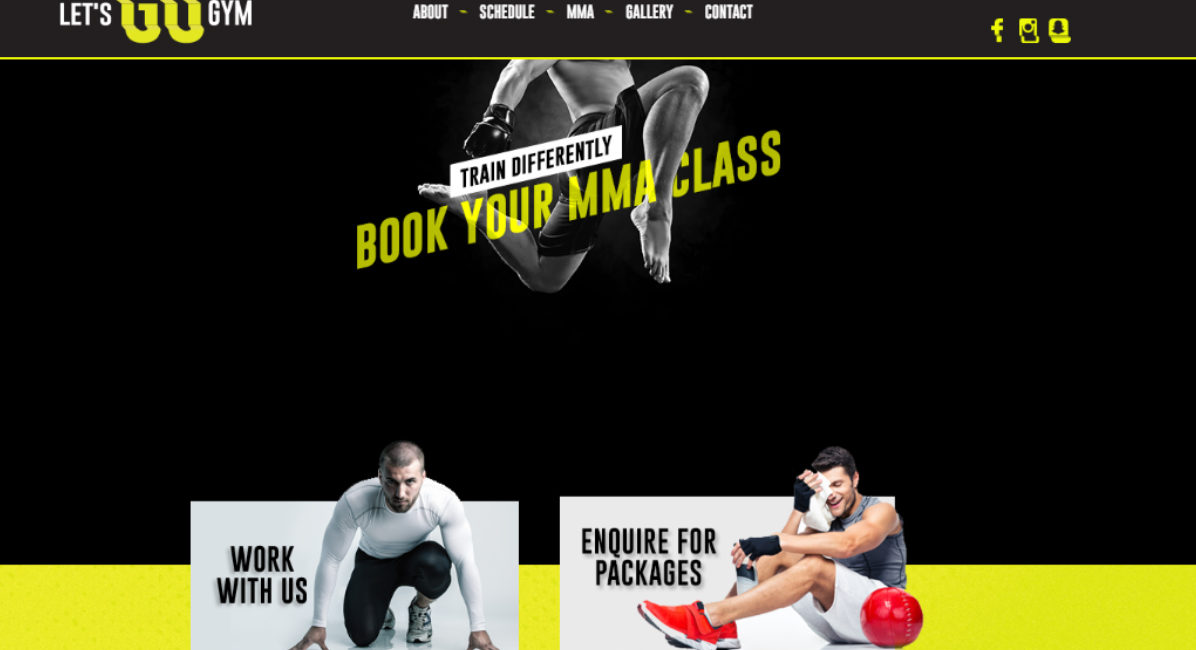 LET'S GO GYM
ABOUT - SCHEDULE - MMA - GALLERY - CONTACT
TRAIN DIFFERENTLY
BOOK YOUR MMA CLASS
WORK
WITH US
ENQUIRE FOR
PACKAGES